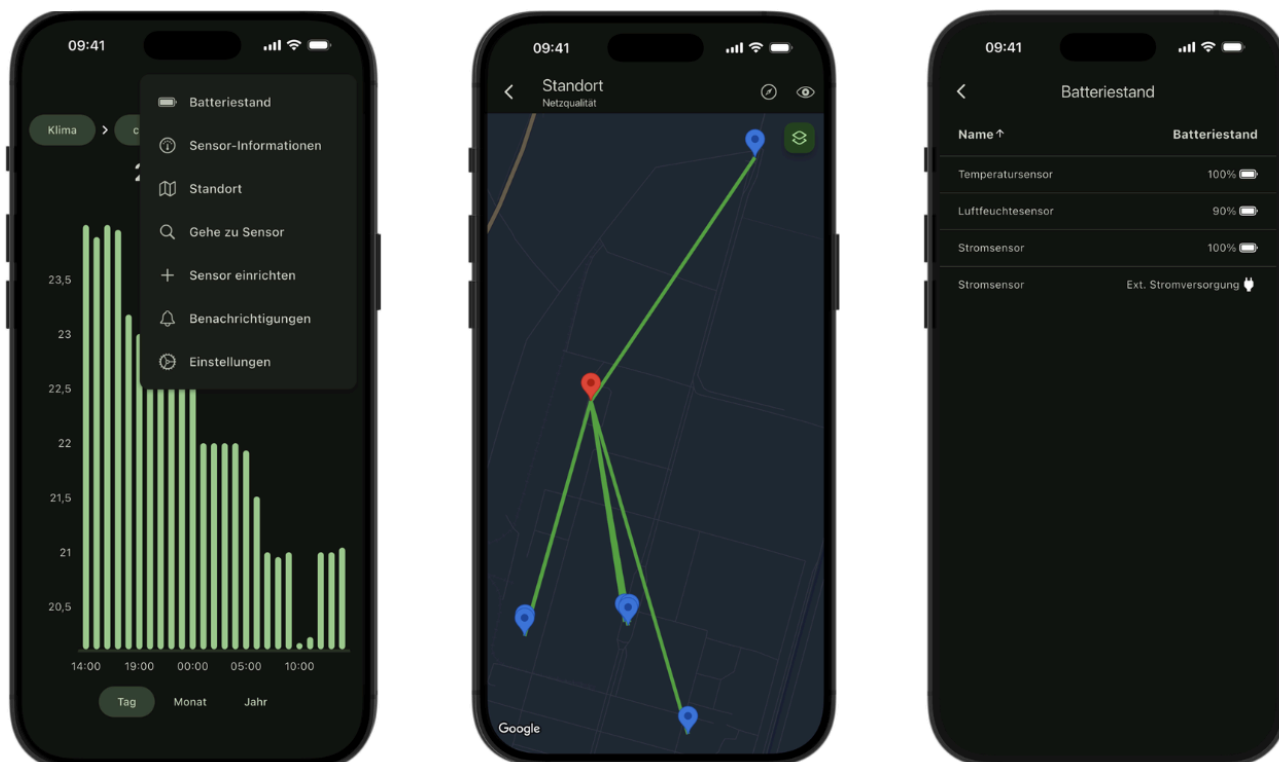 09:41
Batteriestand
Klima >
Sensor-Informationen
Standort
Gehe zu Sensor
Sensor einrichten
Benachrichtigungen
Einstellungen
23,5
23
22,5
22
21,5
21
20,5
14:00 19:00 00:00 05:00 10:00
Tag Monat Jahr
09:41
Standort
Netzqualität
Google
09:41
Batteriestand
Name↑ Batteriestand
Temperatursensor 100%
Luftfeuchtesensor 90%
Stromsensor 100%
Stromsensor Ext. Stromversorgung